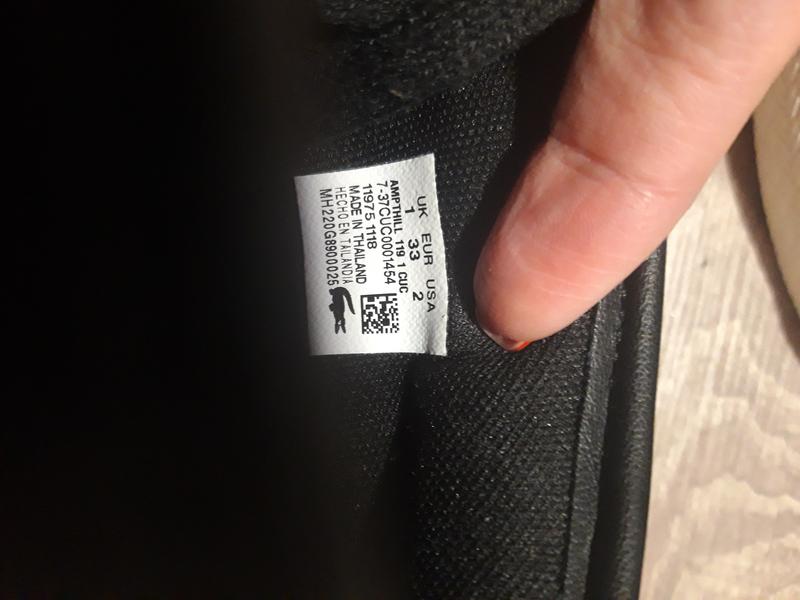 UK EUR USA
1 33 2
AMPTHILL 119 1 CUC
7-37CUC0001454
11975 1118
MADE IN THAILAND
HECHO EN TAILANDIA
MH220G8900025